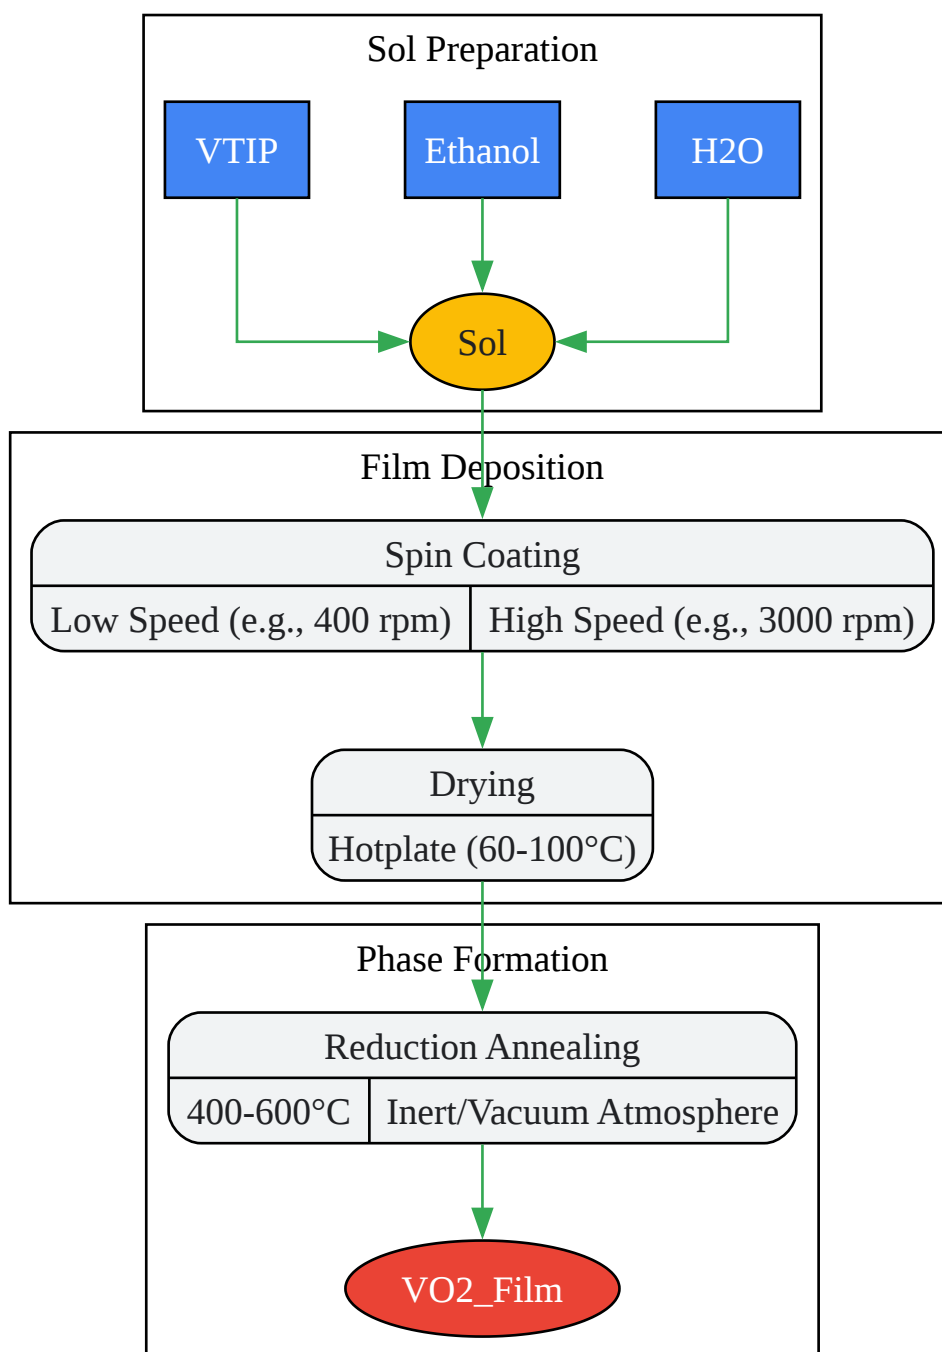 Sol Preparation
VTIP
Ethanol
H2O
Sol
Film Deposition
Spin Coating
Low Speed (e.g., 400 rpm)
High Speed (e.g., 3000 rpm)
Drying
Hotplate (60-100°C)
Phase Formation
Reduction Annealing
400-600°C
Inert/Vacuum Atmosphere
VO2_Film